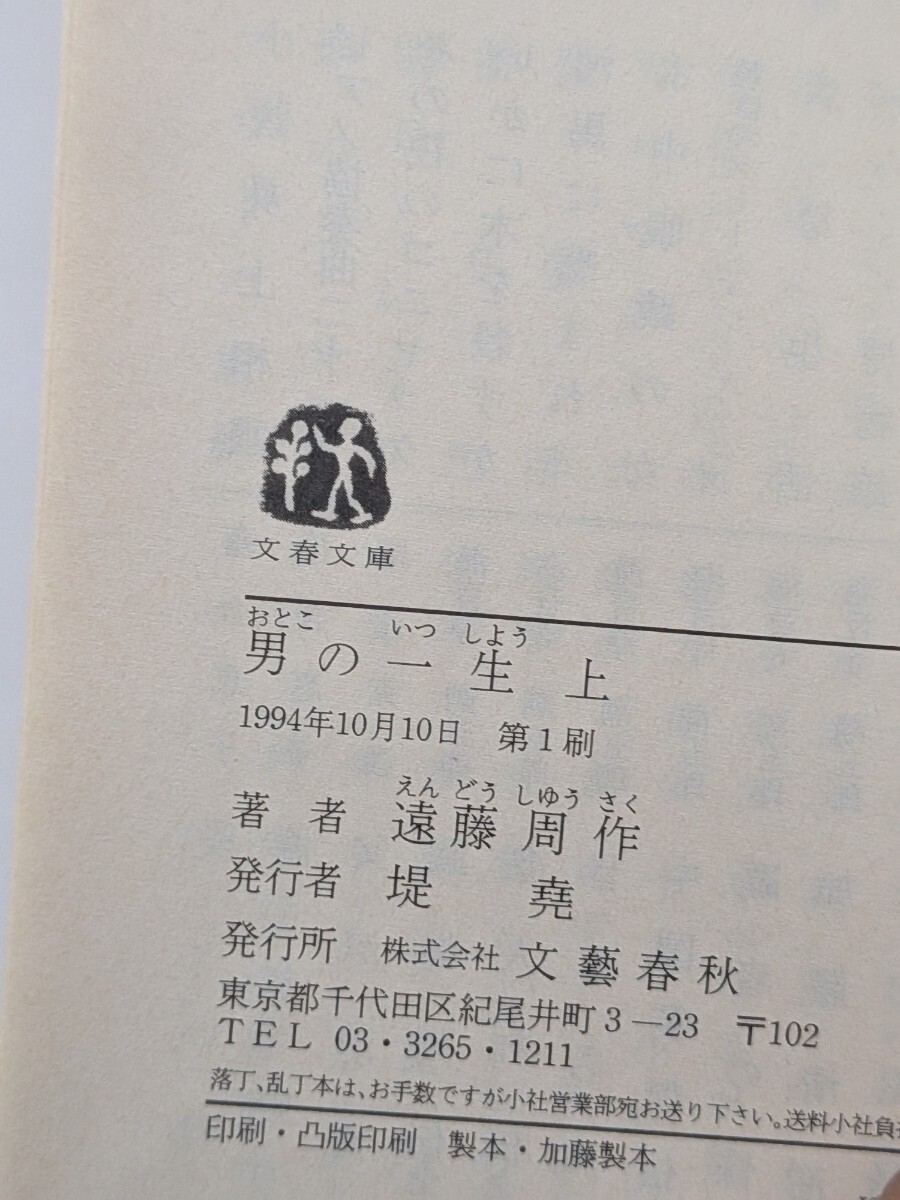 文春文庫
おとこ いつ しよう
男の一生 上
1994年10月10日 第1刷
えん どう しゆう さく
著者 遠藤周作
発行者 堤 堯
発行所 株式会社 文藝春秋
東京都千代田区紀尾井町3—23 〒102
TEL 03・3265・1211
落丁、乱丁本は、お手数ですが小社営業部宛お送り下さい。送料小社負
印刷・凸版印刷 製本・加藤製本